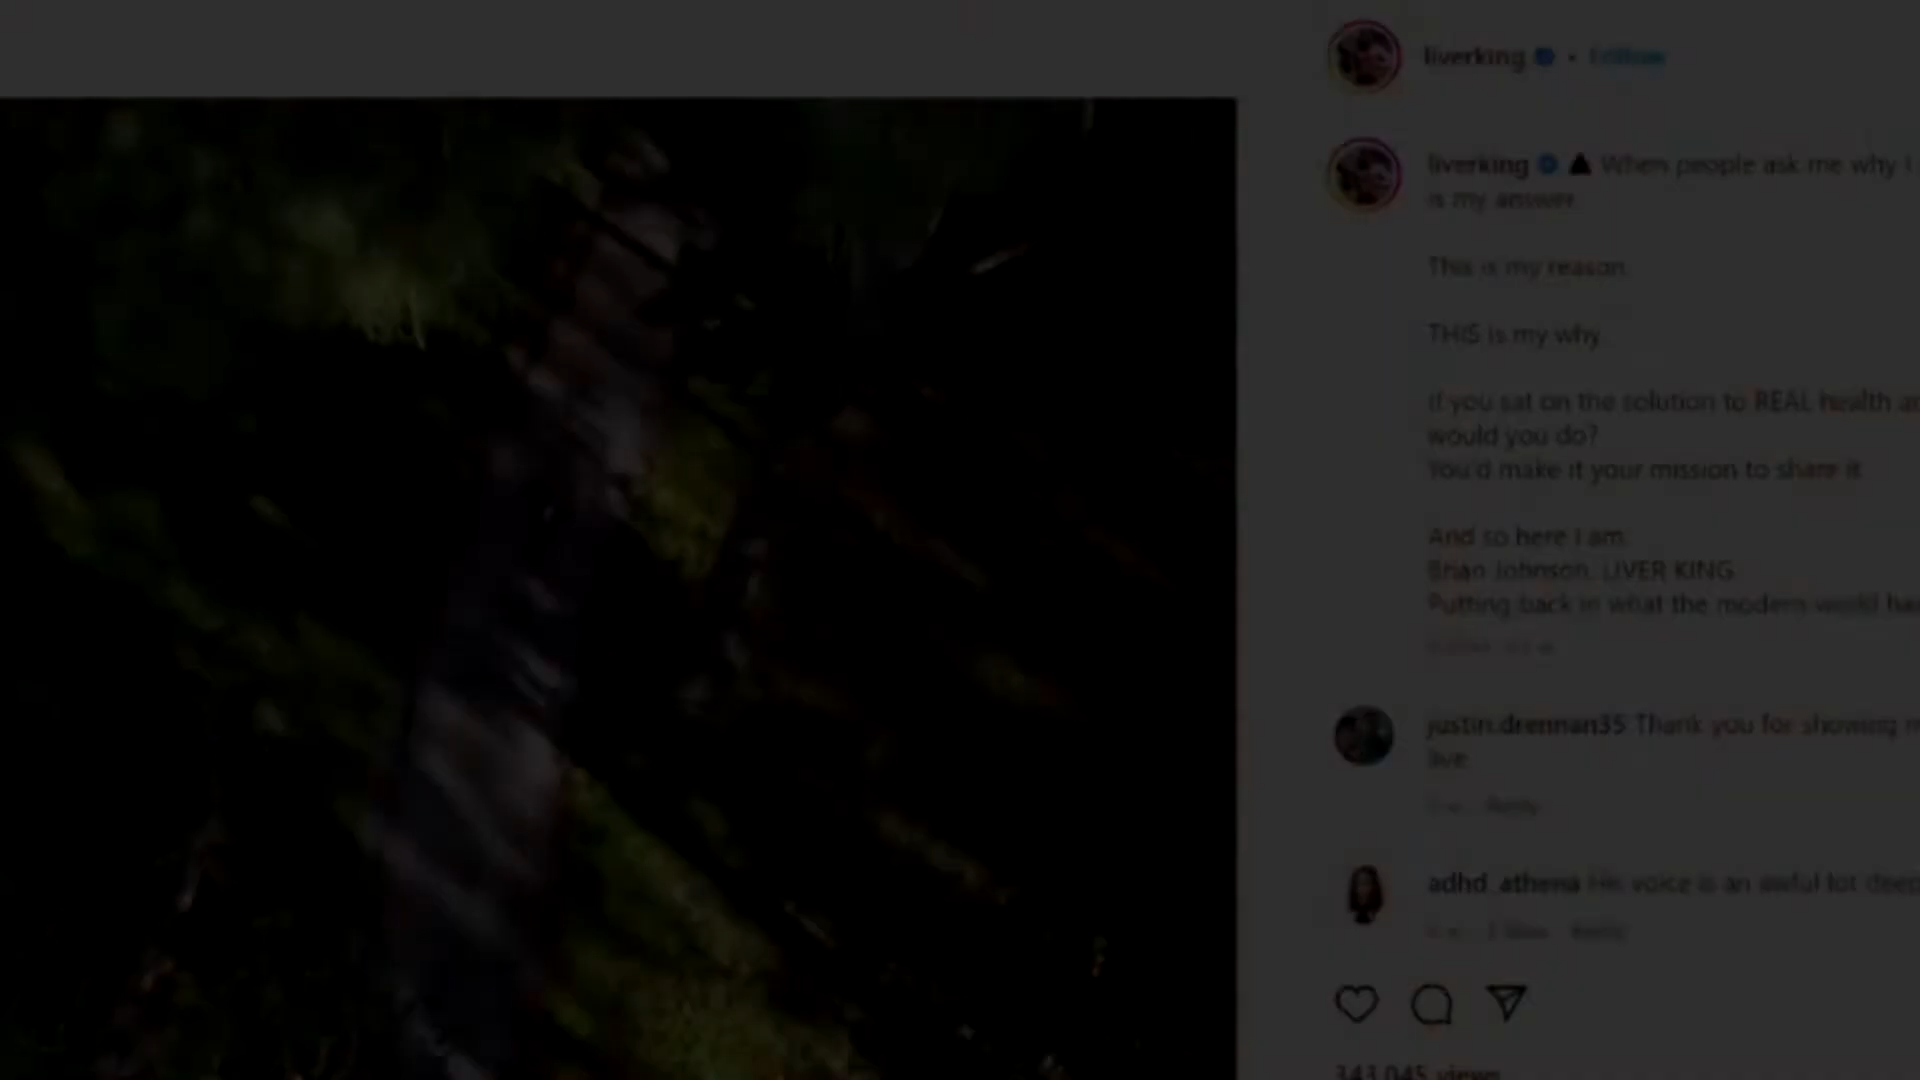 liverking • Follow
liverking When people ask me why I
is my answer
This is my reason.
THIS is my why.
If you sat on the solution to REAL health
would you do?
You'd make it your mission to share it.
And so here I am.
Brian Johnson, LIVER KING
Putting back in what the modern world
justin.drennan35 Thank you for showing
Reply
adhd_athena His voice is an awful lot
Reply
343,045 views